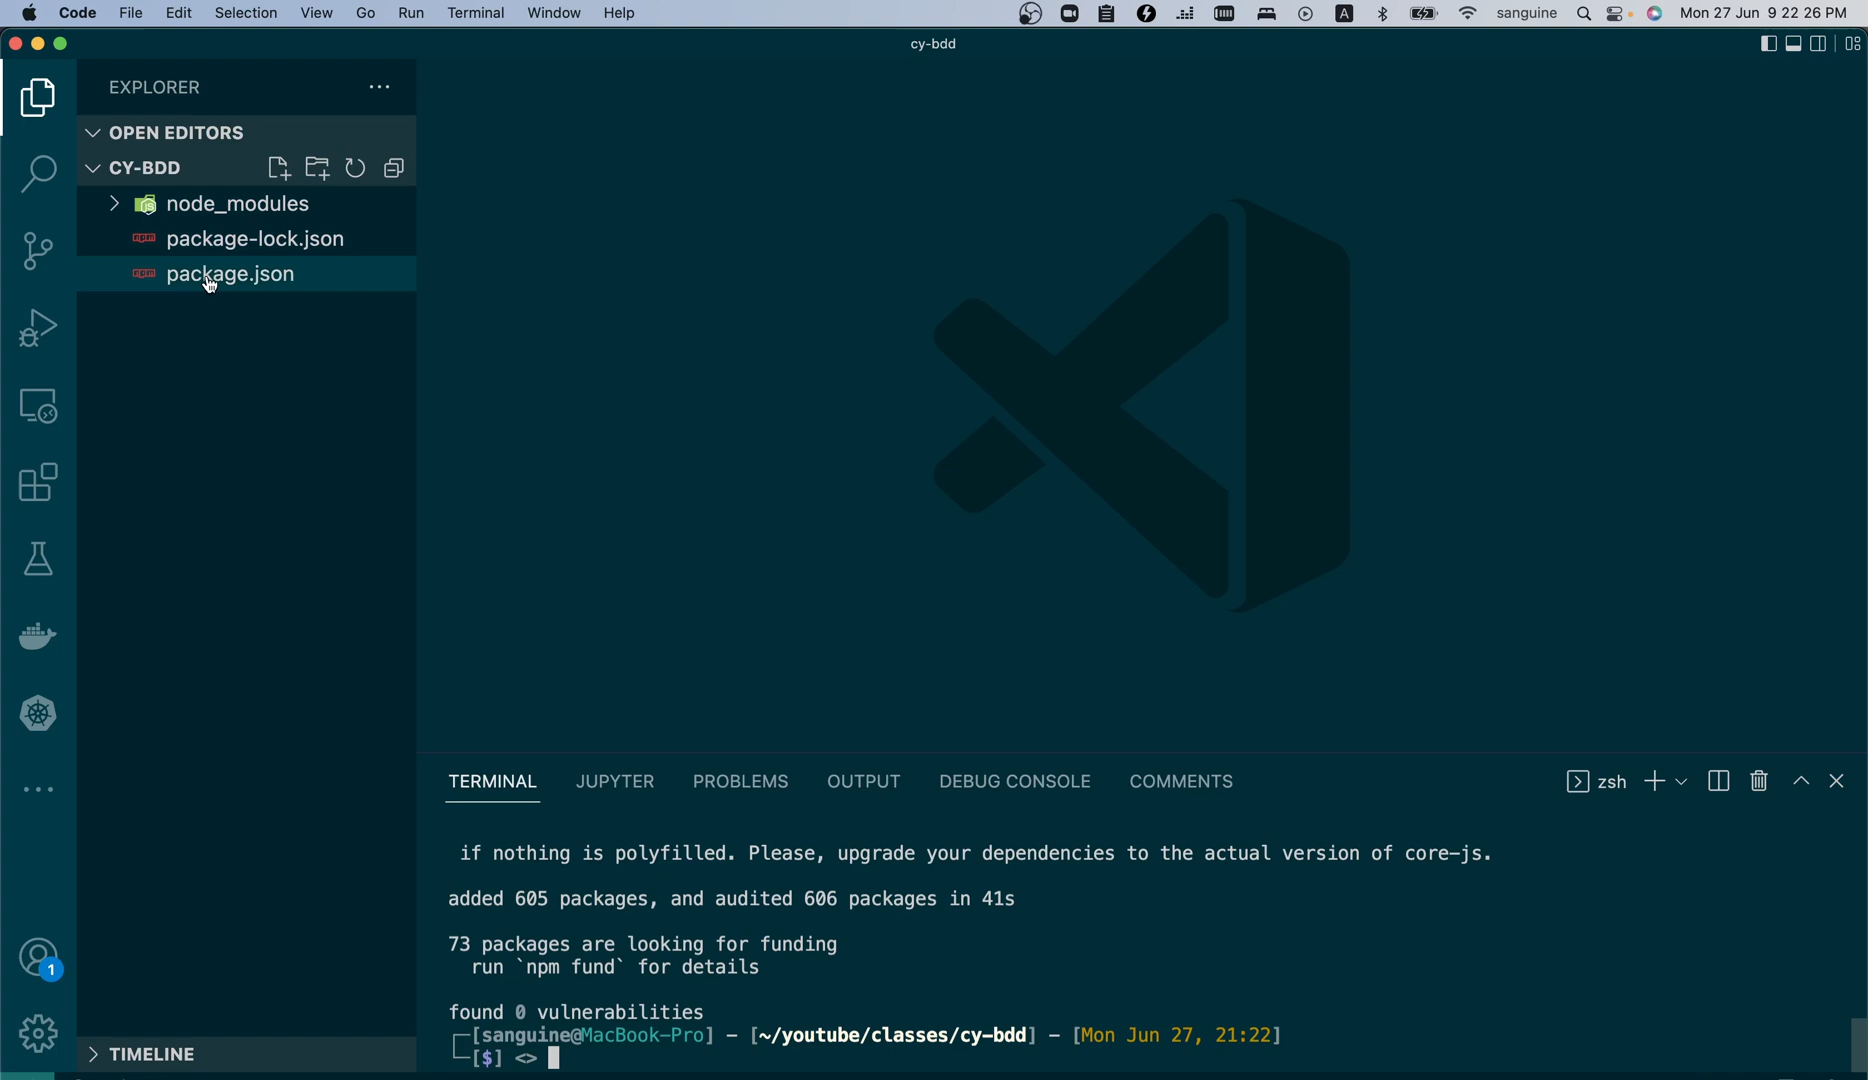 Code File Edit Selection View Go Run Terminal Window Help
A sanguine Mon 27 Jun 9 22 26 PM
cy-bdd
EXPLORER
OPEN EDITORS
CY-BDD
node_modules
package-lock.json
package.json
1
TIMELINE
TERMINAL JUPYTER PROBLEMS OUTPUT DEBUG CONSOLE COMMENTS
zsh
if nothing is polyfilled. Please, upgrade your dependencies to the actual version of core-js.
added 605 packages, and audited 606 packages in 41s
73 packages are looking for funding
run `npm fund` for details
found 0 vulnerabilities
[sanguine@MacBook-Pro] - [~/youtube/classes/cy-bdd] - [Mon Jun 27, 21:22]
[$] <>